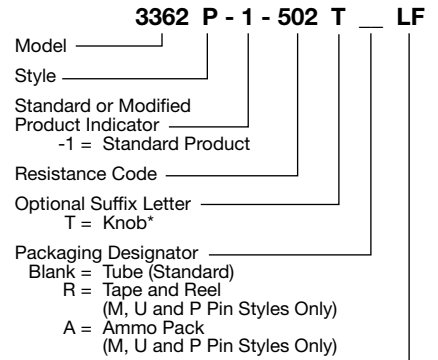 3362 P - 1 - 502 T __ LF
Model
Style
Standard or Modified
Product Indicator
-1 = Standard Product
Resistance Code
Optional Suffix Letter
T = Knob*
Packaging Designator
Blank = Tube (Standard)
R = Tape and Reel
(M, U and P Pin Styles Only)
A = Ammo Pack
(M, U and P Pin Styles Only)